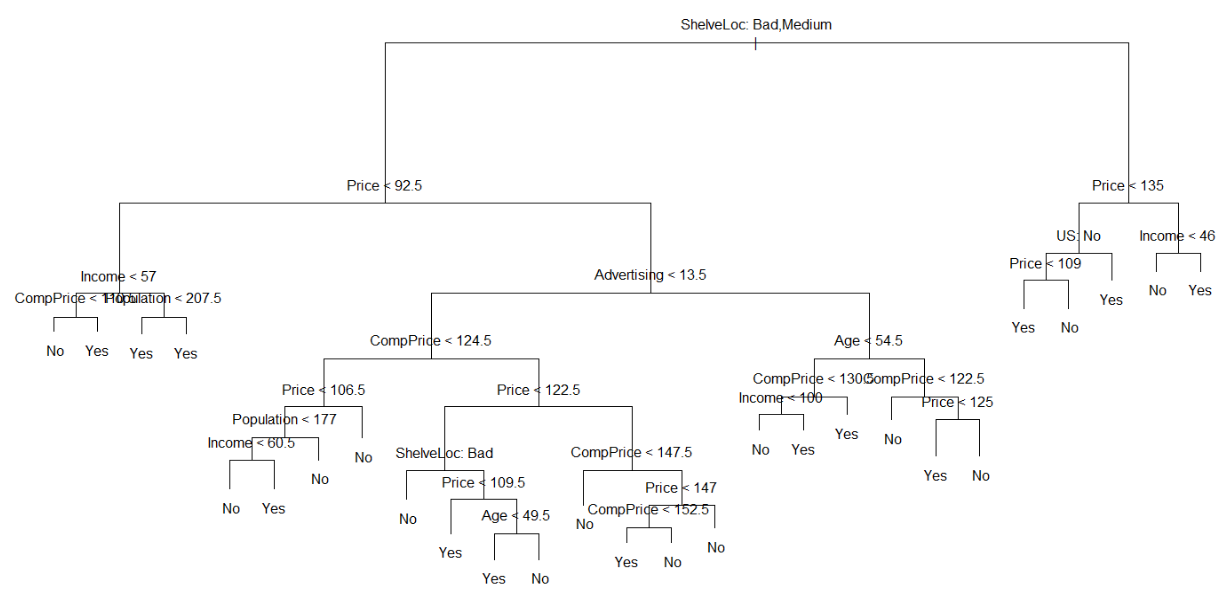 ShelveLoc: Bad,Medium
Price < 92.5
Price < 135
US: No
Income < 46
Price < 109
Yes
No
Yes
No
Yes
Income < 57
CompPrice < 110.5
Population < 207.5
No
Yes
Yes
Yes
Advertising < 13.5
CompPrice < 124.5
Age < 54.5
Price < 106.5
Price < 122.5
CompPrice < 130.5
CompPrice < 122.5
Income < 100
Price < 125
Population < 177
Income < 60.5
No
Yes
No
No
ShelveLoc: Bad
CompPrice < 147.5
Price < 109.5
Price < 147
Age < 49.5
CompPrice < 152.5
No
Yes
Yes
No
No
Yes
No
No
No
Yes
Yes
No
Yes
No